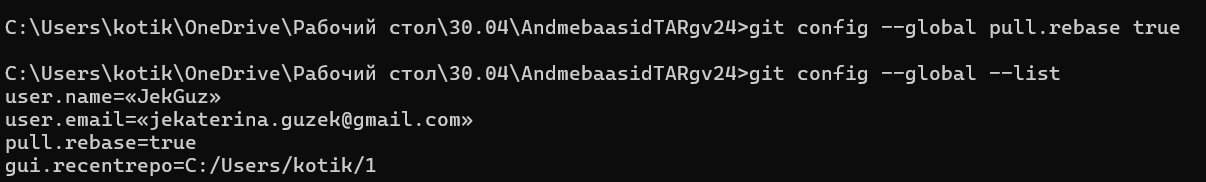 C:\Users\kotik\OneDrive\Рабочий стол\30.04\AndmebaasidTARgv24>git config --global pull.rebase true
C:\Users\kotik\OneDrive\Рабочий стол\30.04\AndmebaasidTARgv24>git config --global --list
user.name=«JekGuz»
user.email=«jekaterina.guzek@gmail.com»
pull.rebase=true
gui.recentrepo=C:/Users/kotik/1